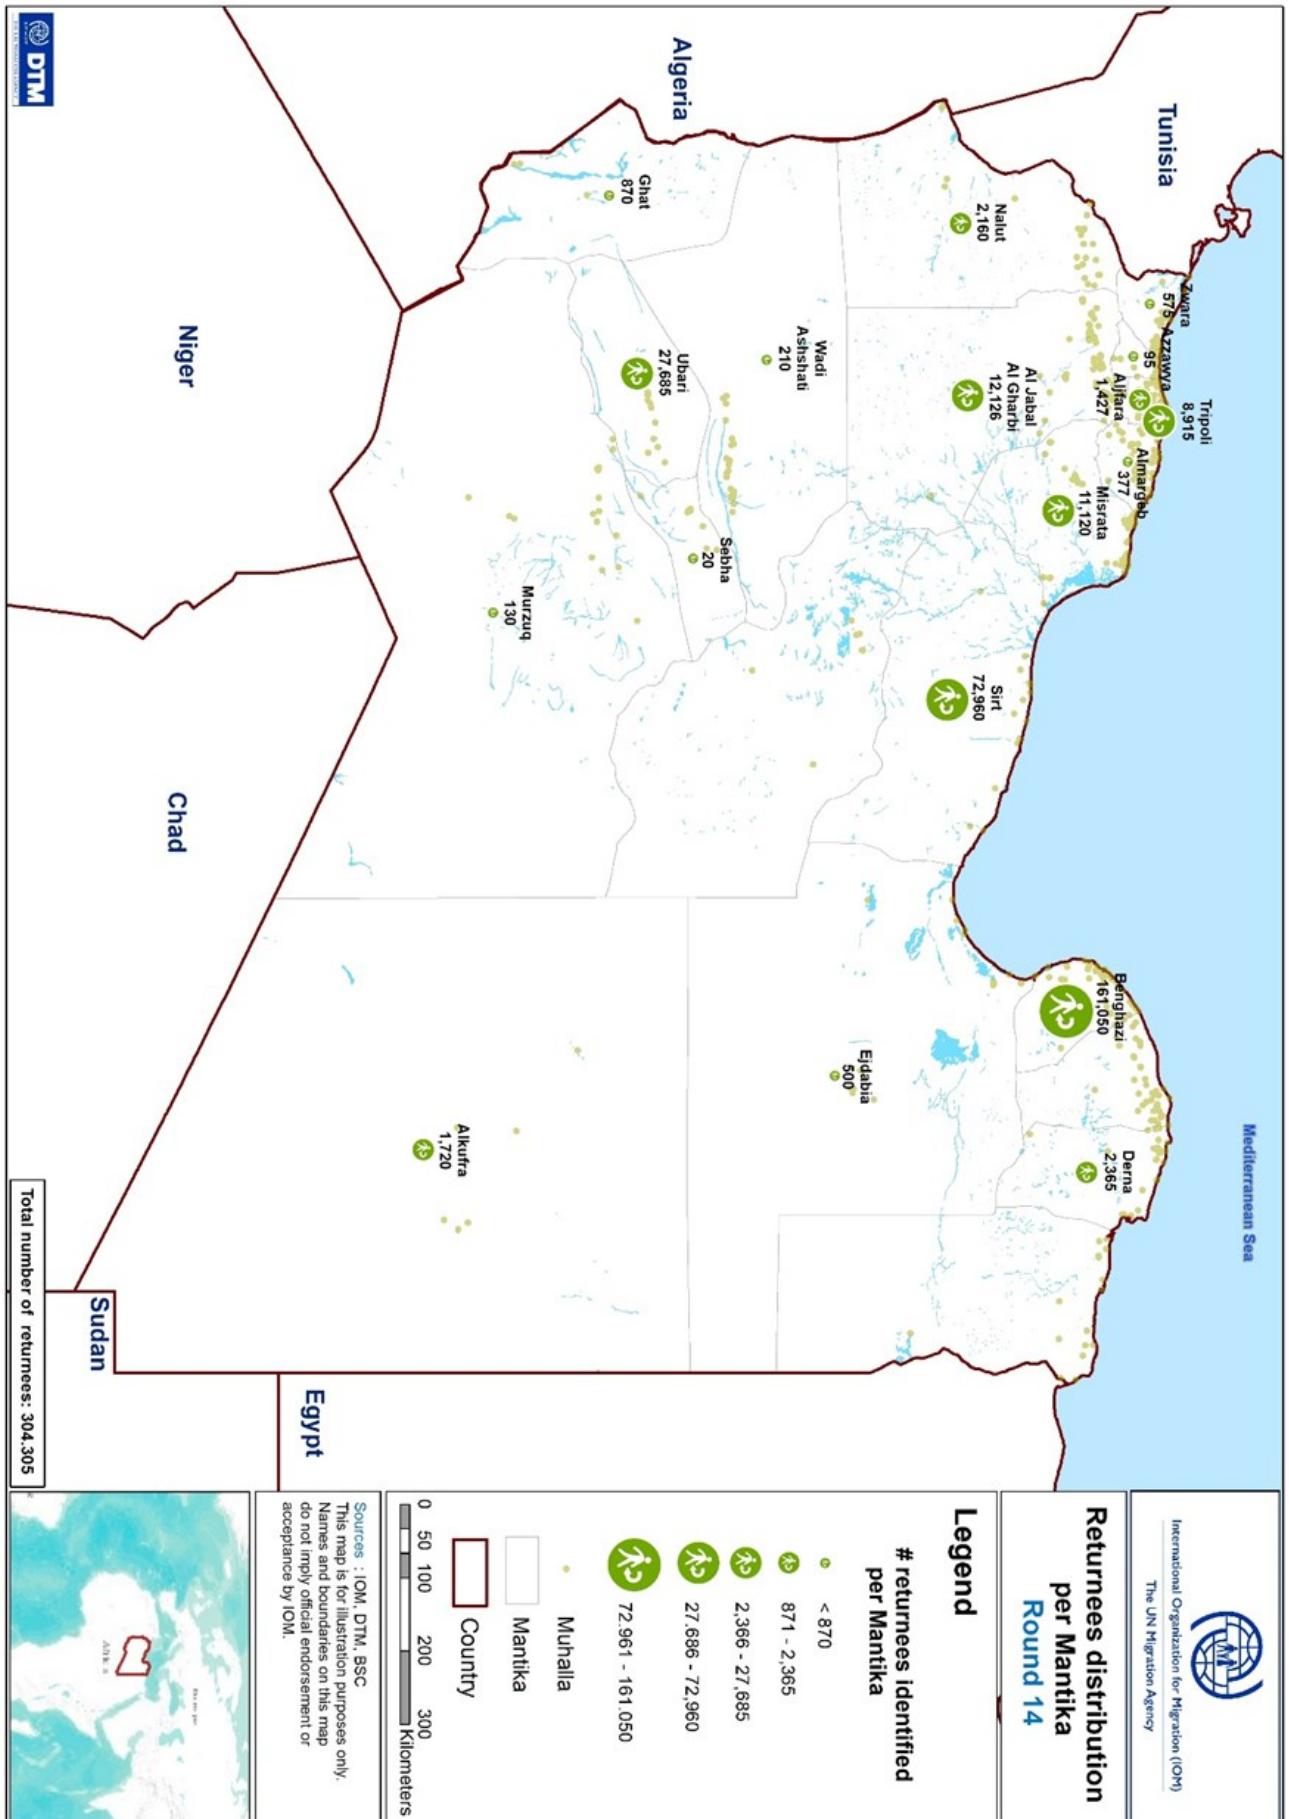 International Organization for Migration (IOM)
The UN Migration Agency
Returnees distribution
per Mantika
Round 14
Legend
# returnees identified
per Mantika
< 870
871 - 2,365
2,366 - 27,685
27.686 - 72,960
72.961 - 161.050
Muhalla
Mantika
Country
0 50 100 200 300
Kilometers
Sources : IOM, DTM, BSC
This map is for illustration purposes only.
Names and boundaries on this map
do not imply official endorsement or
acceptance by IOM.
Africa
Mediterranean Sea
Tunisia
Algeria
Niger
Chad
Sudan
Egypt
Zwara
575
Azzawya
95
Aljfara
1,427
Tripoli
8,915
Almargeb
377
Misrata
11,120
Nalut
2,160
Al Jabal
Al Gharbi
12,126
Sirt
72,960
Benghazi
161,050
Derna
2,365
Ejdabia
500
Wadi
Ashshati
210
Ghat
870
Ubari
27,685
Sebha
20
Murzuq
130
Alkufra
1,720
Total number of returnees: 304.305
DTM